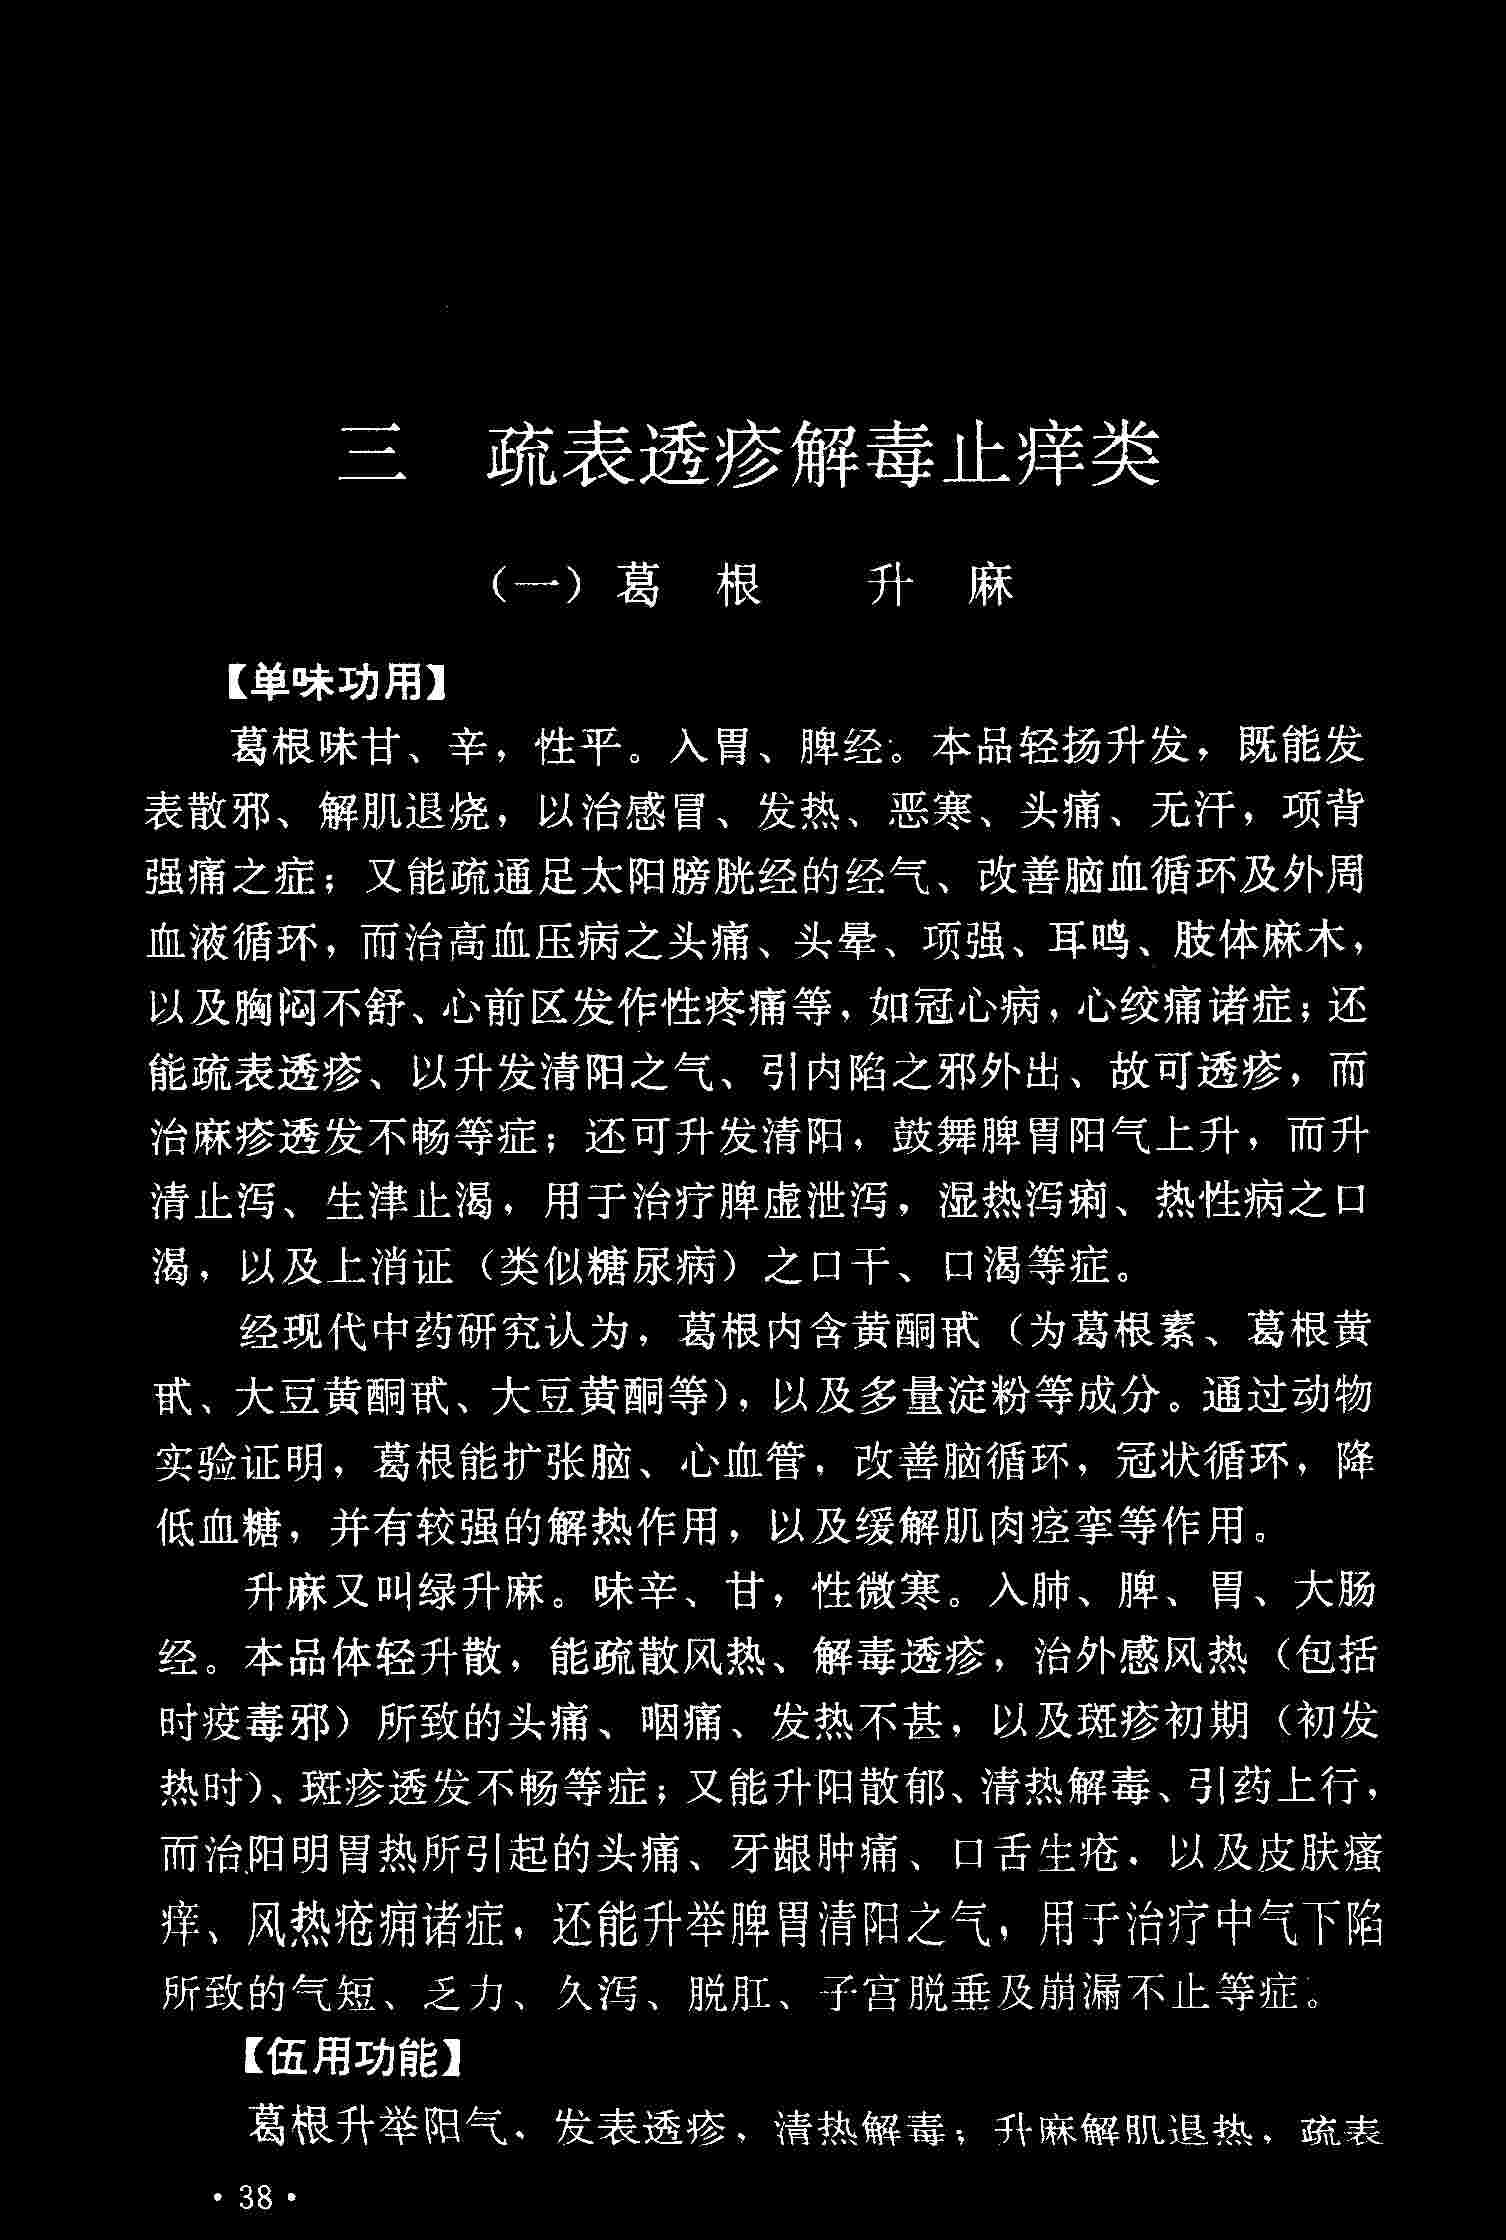 三 疏表透疹解毒止痒类
（一）葛 根 升 麻
【单味功用】
葛根味甘、辛，性平。入胃、脾经。本品轻扬升发，既能发
表散邪、解肌退烧，以治感冒、发热、恶寒、头痛、无汗，项背
强痛之症；又能疏通足太阳膀胱经的经气、改善脑血循环及外周
血液循环，而治高血压病之头痛、头晕、项强、耳鸣、肢体麻木，
以及胸闷不舒、心前区发作性疼痛等，如冠心病，心绞痛诸症；还
能疏表透疹、以升发清阳之气、引内陷之邪外出、故可透疹，而
治麻疹透发不畅等症；还可升发清阳，鼓舞脾胃阳气上升，而升
清止泻、生津止渴，用于治疗脾虚泄泻，湿热泻痢、热性病之口
渴，以及上消证（类似糖尿病）之口干、口渴等症。
经现代中药研究认为，葛根内含黄酮甙（为葛根素、葛根黄
甙、大豆黄酮甙、大豆黄酮等），以及多量淀粉等成分。通过动物
实验证明，葛根能扩张脑、心血管，改善脑循环，冠状循环，降
低血糖，并有较强的解热作用，以及缓解肌肉痉挛等作用。
升麻又叫绿升麻。味辛、甘，性微寒。入肺、脾、胃、大肠
经。本品体轻升散，能疏散风热、解毒透疹，治外感风热（包括
时疫毒邪）所致的头痛、咽痛、发热不甚，以及斑疹初期（初发
热时）、斑疹透发不畅等症；又能升阳散郁、清热解毒、引药上行，
而治阳明胃热所引起的头痛、牙龈肿痛、口舌生疮．以及皮肤瘙
痒、风热疮痈诸症，还能升举脾胃清阳之气，用于治疗中气下陷
所致的气短、乏力、久泻、脱肛、子宫脱垂及崩漏不止等症。
【伍用功能】
葛根升举阳气、发表透疹，清热解毒；升麻解肌退热，疏表
·38·